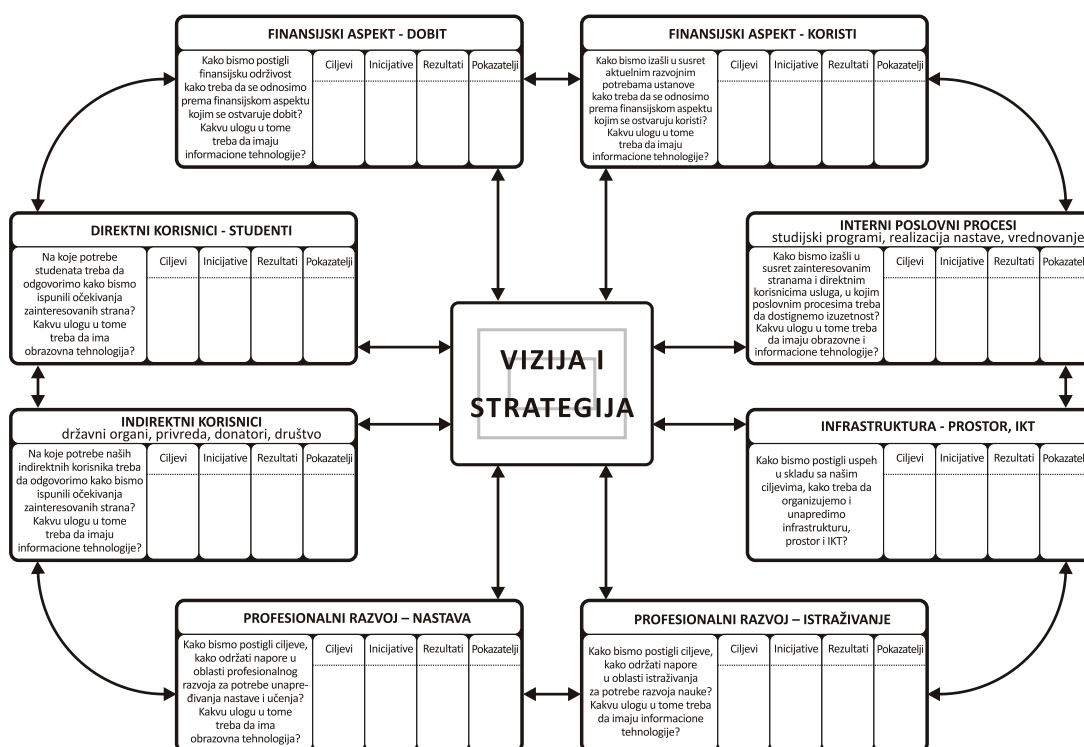 FINANSIJSKI ASPEKT - DOBIT
Kako bismo postigli
finansijsku održivost
kako treba da se odnosimo
prema finansijskom aspektu
kojim se ostvaruje dobit?
Kakvu ulogu u tome
treba da imaju
informacione tehnologije?
Ciljevi Inicijative Rezultati Pokazatelji
FINANSIJSKI ASPEKT - KORISTI
Kako bismo izašli u susret
aktuelnim razvojnim
potrebama ustanove
kako treba da se odnosimo
prema finansijskom aspektu
kojim se ostvaruju koristi?
Kakvu ulogu u tome
treba da imaju
informacione tehnologije?
Ciljevi Inicijative Rezultati Pokazatelji
DIREKTNI KORISNICI - STUDENTI
Na koje potrebe
studenata treba da
odgovorimo kako bismo
ispunili očekivanja
zainteresovanih strana?
Kakvu ulogu u tome
treba da ima
obrazovna tehnologija?
Ciljevi Inicijative Rezultati Pokazatelji
INTERNI POSLOVNI PROCESI
studijski programi, realizacija nastave, vrednovanje
Kako bismo izašli u
susret zainteresovanim
stranama i direktnim
korisnicima usluga, u kojim
poslovnim procesima treba
da dostignemo izuzetnost?
Kakvu ulogu u tome treba
da imaju obrazovne i
informacione tehnologije?
Ciljevi Inicijative Rezultati Pokazatelji
VIZIJA I
STRATEGIJA
INDIREKTNI KORISNICI
državni organi, privreda, donatori, društvo
Na koje potrebe naših
indirektnih korisnika treba
da odgovorimo kako bismo
ispunili očekivanja
zainteresovanih strana?
Kakvu ulogu u tome
treba da imaju
informacione tehnologije?
Ciljevi Inicijative Rezultati Pokazatelji
INFRASTRUKTURA - PROSTOR, IKT
Kako bismo postigli uspeh
u skladu sa našim
ciljevima, kako treba da
organizujemo i
unapredimo
infrastrukturu,
prostor i IKT?
Ciljevi Inicijative Rezultati Pokazatelji
PROFESIONALNI RAZVOJ – NASTAVA
Kako bismo postigli ciljeve,
kako održati napore u
oblasti profesionalnog
razvoja za potrebe unapre-
đivanja nastave i učenja?
Kakvu ulogu u tome
treba da ima
obrazovna tehnologija?
Ciljevi Inicijative Rezultati Pokazatelji
PROFESIONALNI RAZVOJ – ISTRAŽIVANJE
Kako bismo postigli ciljeve,
kako održati napore
u oblasti istraživanja
za potrebe razvoja nauke?
Kakvu ulogu u tome treba
da imaju informacione
tehnologije?
Ciljevi Inicijative Rezultati Pokazatelji